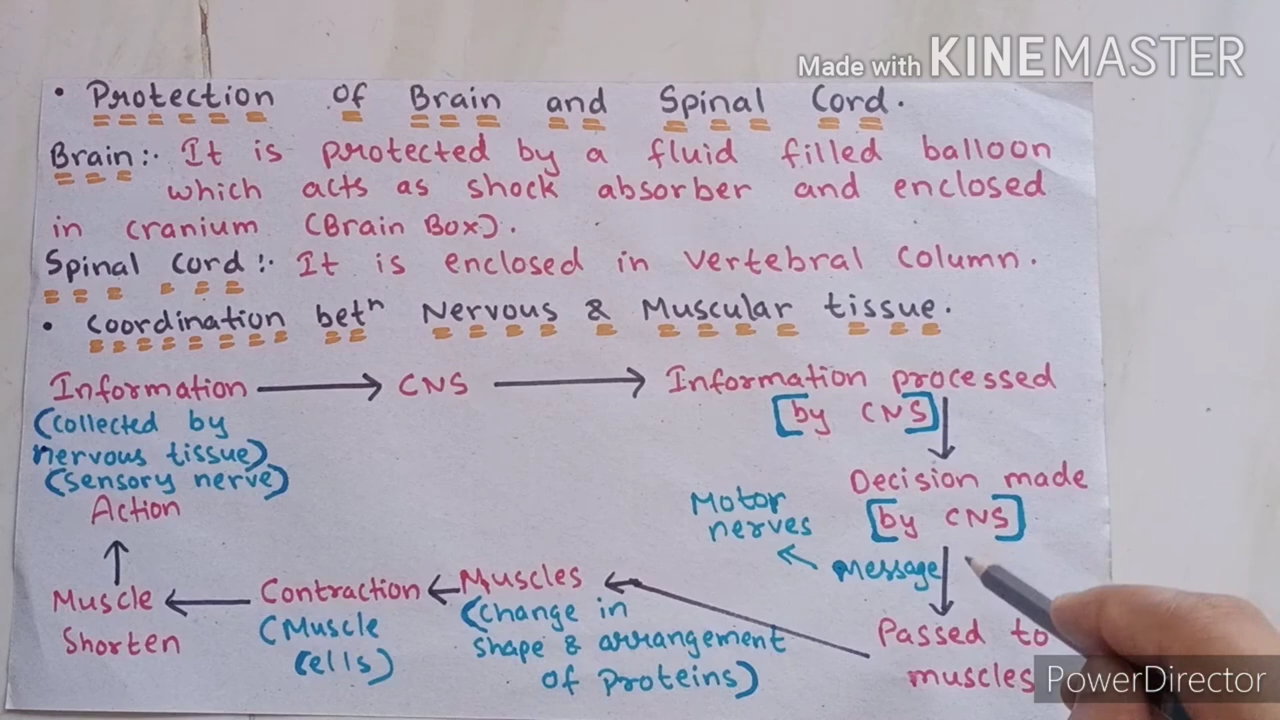 Made with KINEMASTER
• Protection of Brain and Spinal Cord.
Brain:- It is protected by a fluid filled balloon
which acts as shock absorber and enclosed
in cranium (Brain Box).
Spinal Cord:- It is enclosed in vertebral column.
• Coordination betⁿ Nervous & Muscular tissue.
Information → CNS → Information processed
(collected by nervous tissue)
(sensory nerve)
[by CNS]
Decision made
[by CNS]
message
Motor
nerves
Passed to
muscles
Muscles
(change in
shape & arrangement
of Proteins)
Contraction
(Muscle
cells)
Muscle
Shorten
Action
PowerDirector